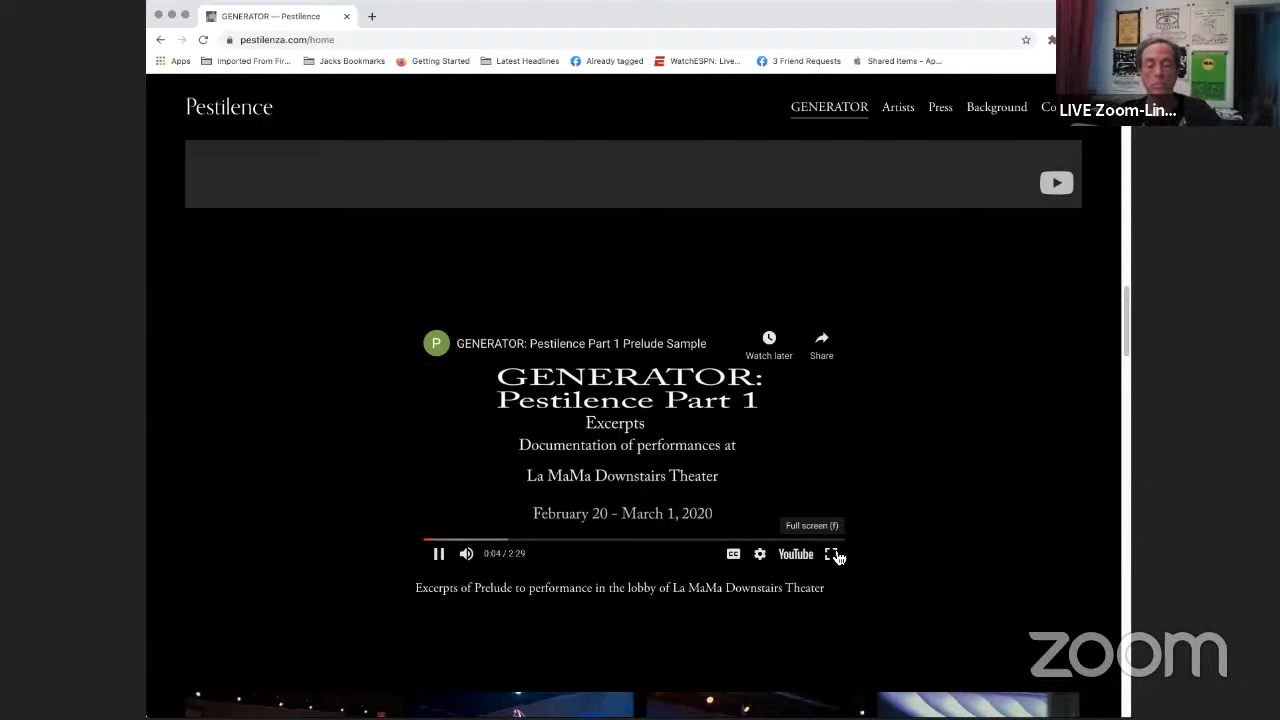 GENERATOR — Pestilence
pestilenza.com/home
Apps Imported From Fir... Jacks Bookmarks Getting Started Latest Headlines Already tagged WatchESPN: Live... 3 Friend Requests Shared Items - Ap...
LIVE Zoom-Lin...
Pestilence GENERATOR Artists Press Background Co
P GENERATOR: Pestilence Part 1 Prelude Sample
Watch later Share
GENERATOR:
Pestilence Part 1
Excerpts
Documentation of performances at
La MaMa Downstairs Theater
February 20 - March 1, 2020
Full screen (f)
0:04 / 2:29 CC YouTube
Excerpts of Prelude to performance in the lobby of La MaMa Downstairs Theater
zoom